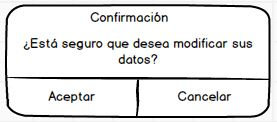 Confirmación
¿Está seguro que desea modificar sus
datos?
Aceptar
Cancelar